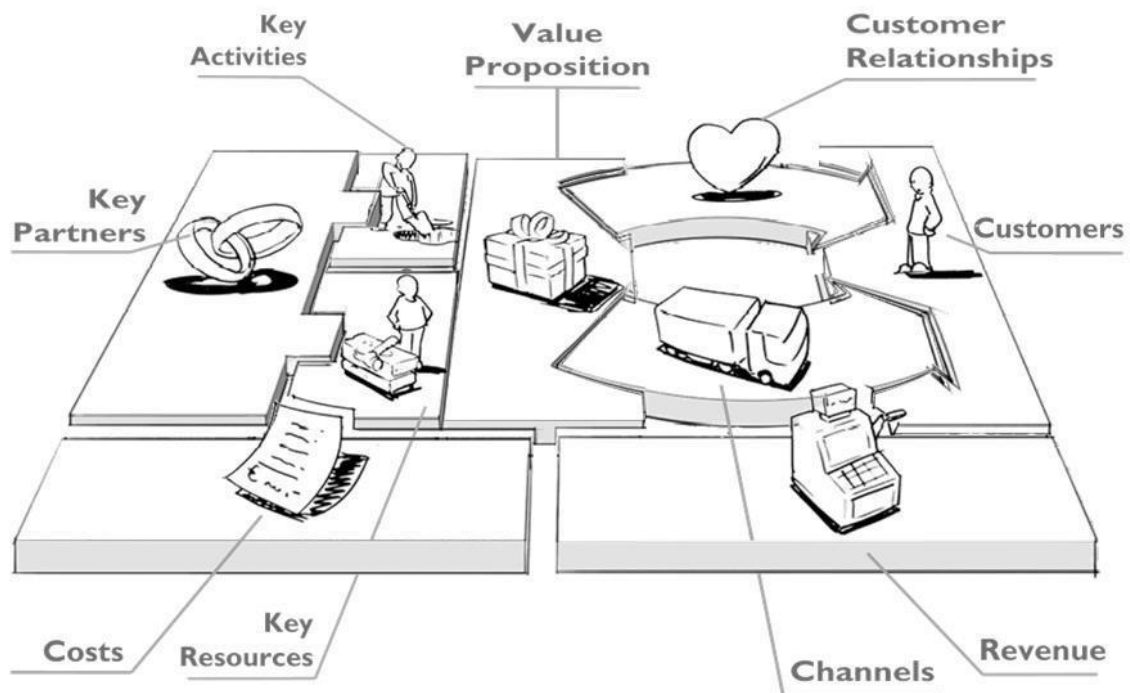 Key
Activities
Value
Proposition
Customer
Relationships
Key
Partners
Customers
Costs
Key
Resources
Channels
Revenue